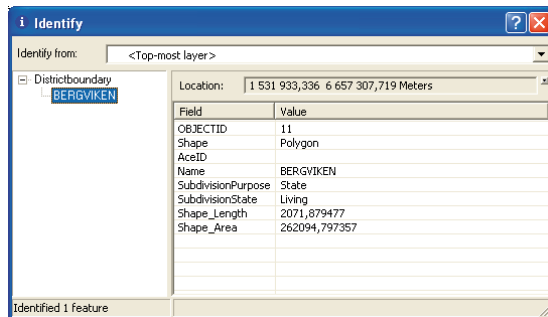 i Identify
Identify from: <Top-most layer>
Districtboundary
BERGVIKEN
Location: 1 531 933,336 6 657 307,719 Meters
Field Value
OBJECTID 11
Shape Polygon
AceID
Name BERGVIKEN
SubdivisionPurpose State
SubdivisionState Living
Shape_Length 2071,879477
Shape_Area 262094,797357
Identified 1 feature